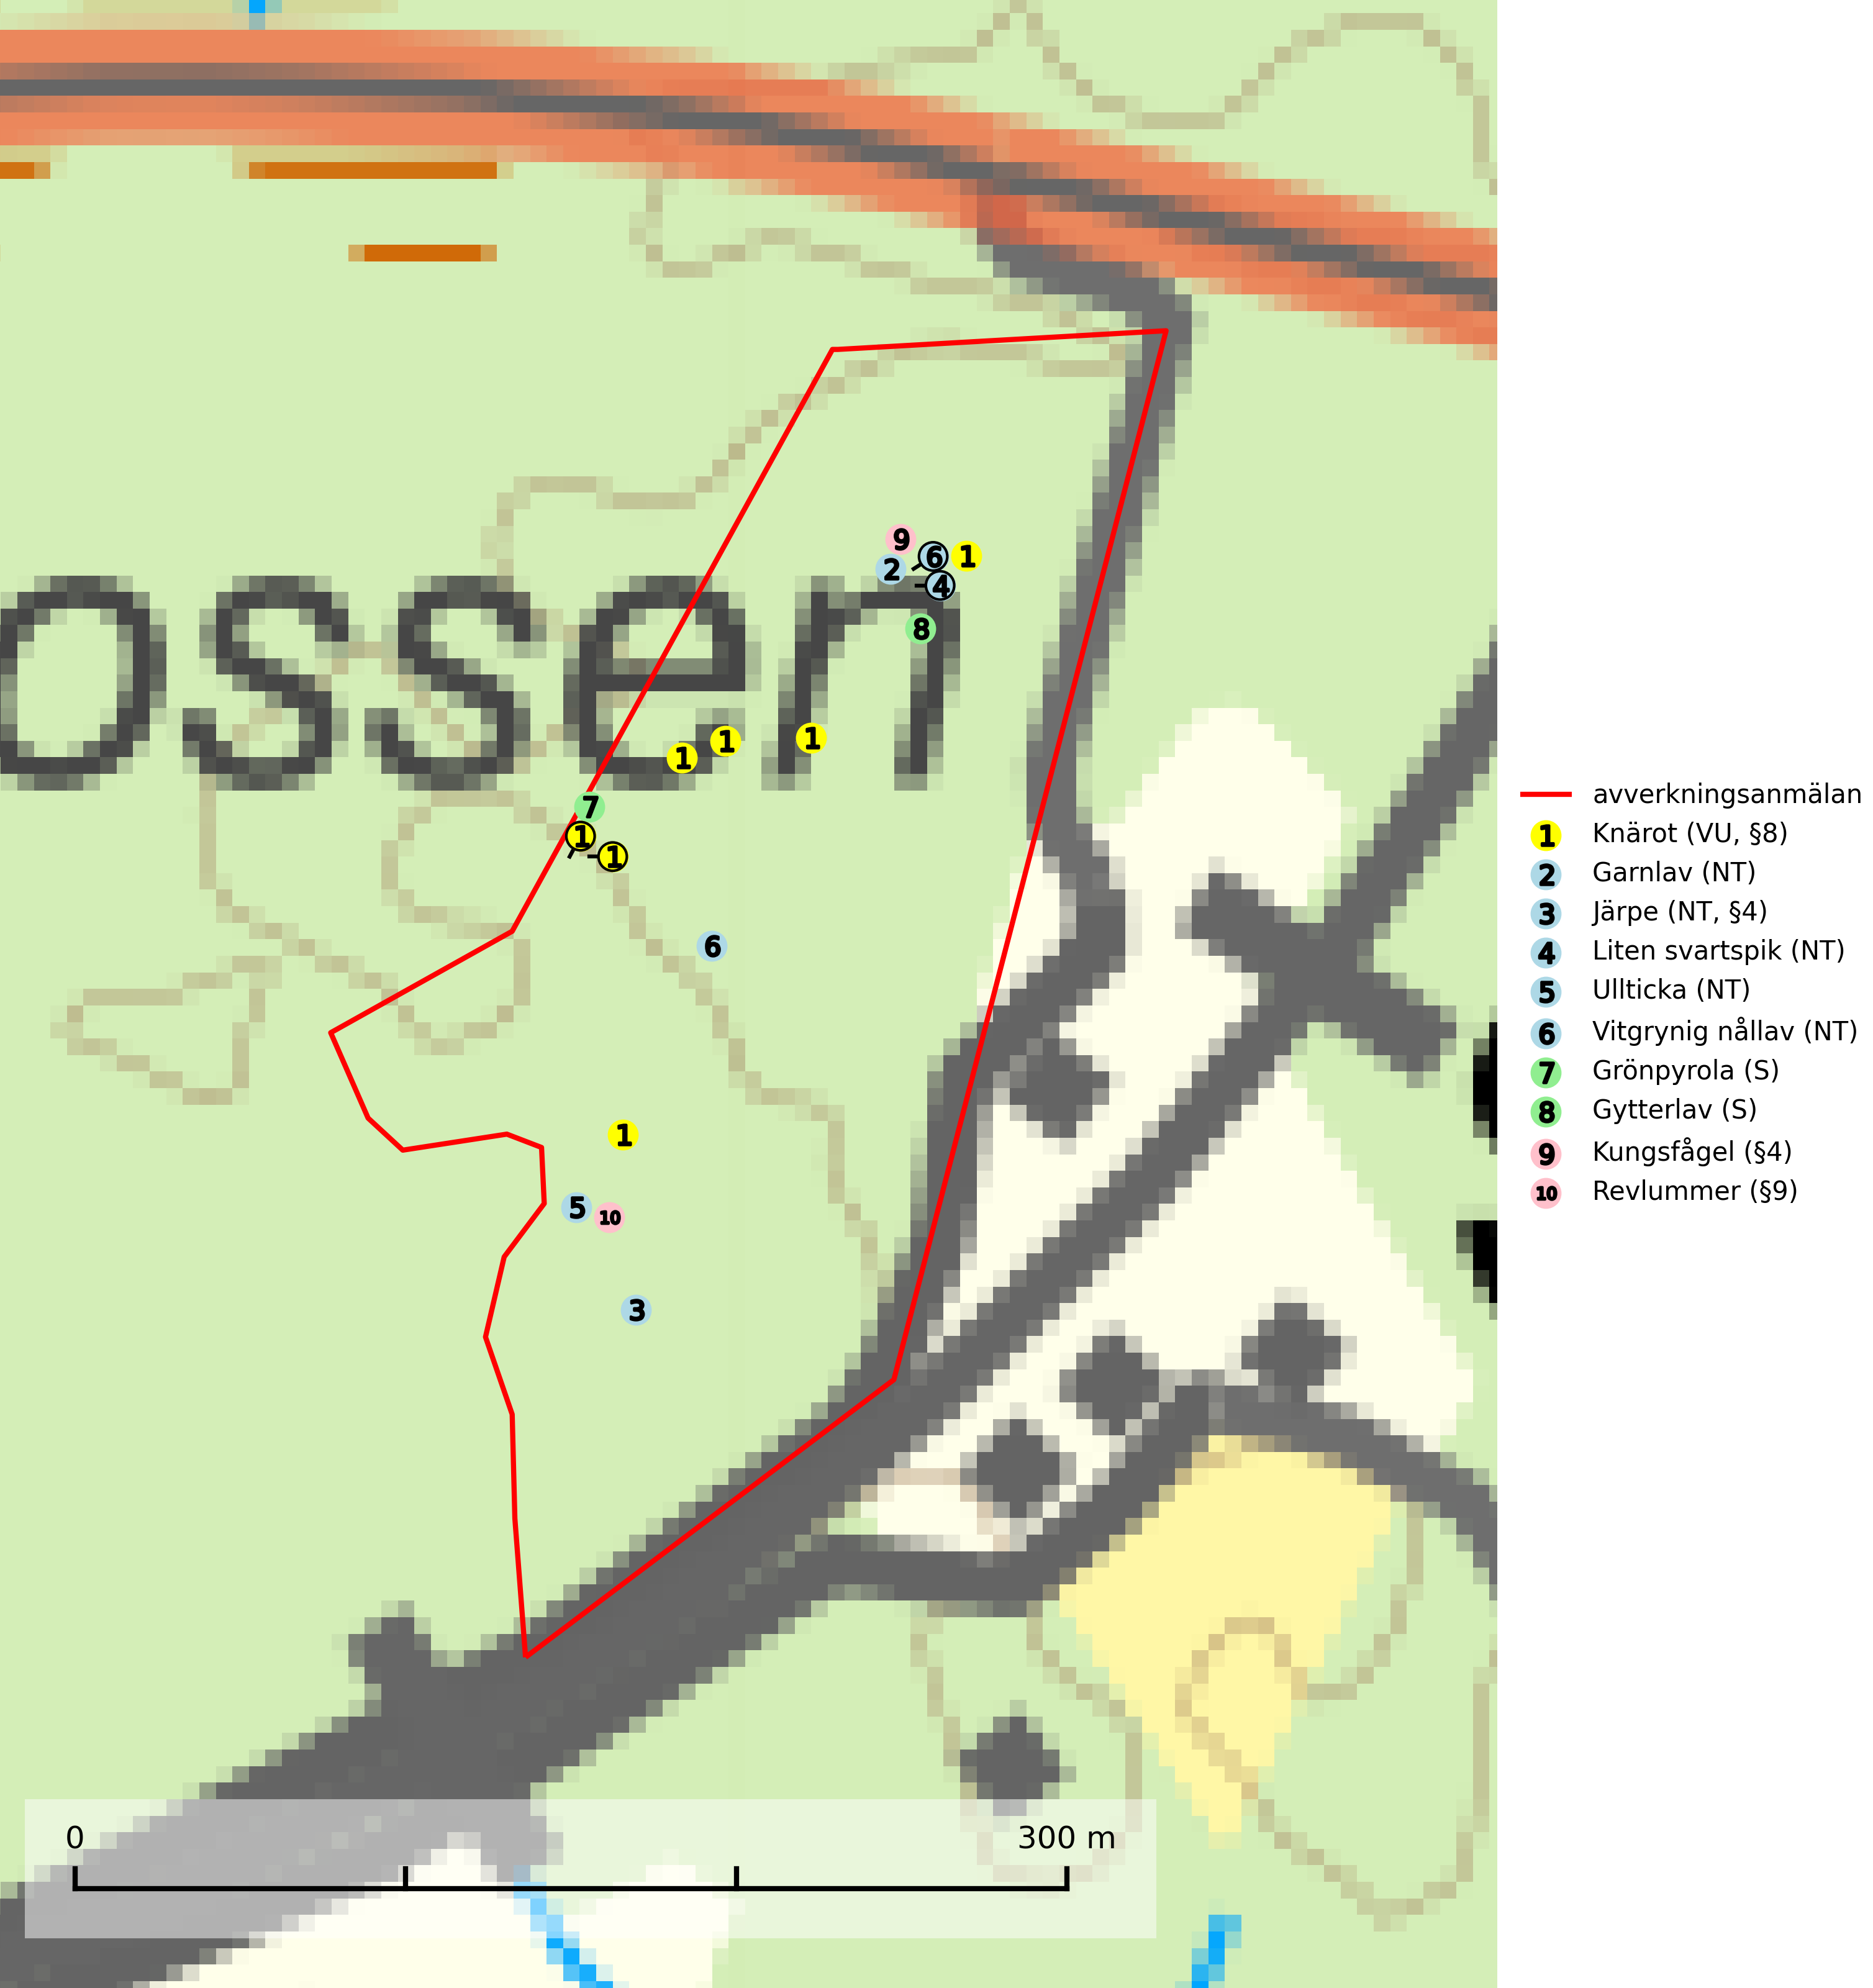 9
6
1
2
4
8
ossen
1
1
1
7
1
1
6
1
5
10
3
avverkningsanmälan
1 Knärot (VU, §8)
2 Garnlav (NT)
3 Järpe (NT, §4)
4 Liten svartspik (NT)
5 Ullticka (NT)
6 Vitgrynig nållav (NT)
7 Grönpyrola (S)
8 Gytterlav (S)
9 Kungsfågel (§4)
10 Revlummer (§9)
0 300 m